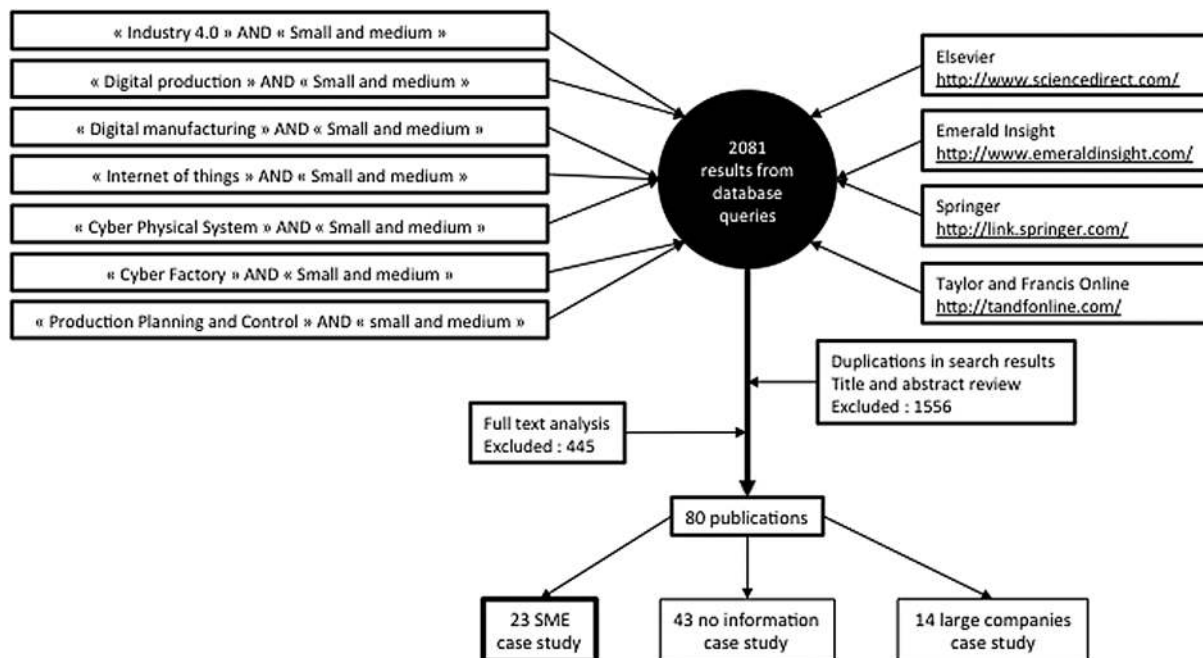 « Industry 4.0 » AND « Small and medium »
« Digital production » AND « Small and medium »
« Digital manufacturing » AND « Small and medium »
« Internet of things » AND « Small and medium »
« Cyber Physical System » AND « Small and medium »
« Cyber Factory » AND « Small and medium »
« Production Planning and Control » AND « small and medium »
2081
results from
database
queries
Elsevier
http://www.sciencedirect.com/
Emerald Insight
http://www.emeraldinsight.com/
Springer
http://link.springer.com/
Taylor and Francis Online
http://tandfonline.com/
Duplications in search results
Title and abstract review
Excluded : 1556
Full text analysis
Excluded : 445
80 publications
23 SME
case study
43 no information
case study
14 large companies
case study